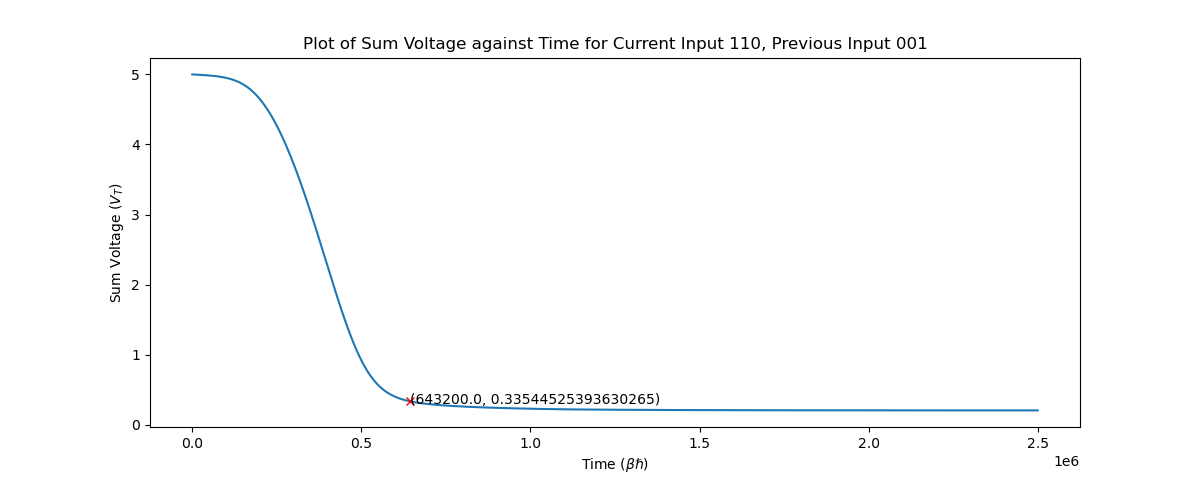 Plot of Sum Voltage against Time for Current Input 110, Previous Input 001
Sum Voltage (V_T)
5
4
3
2
1
0
(643200.0, 0.33544525393630265)
0.0 0.5 1.0 1.5 2.0 2.5
1e6
Time (βℏ)